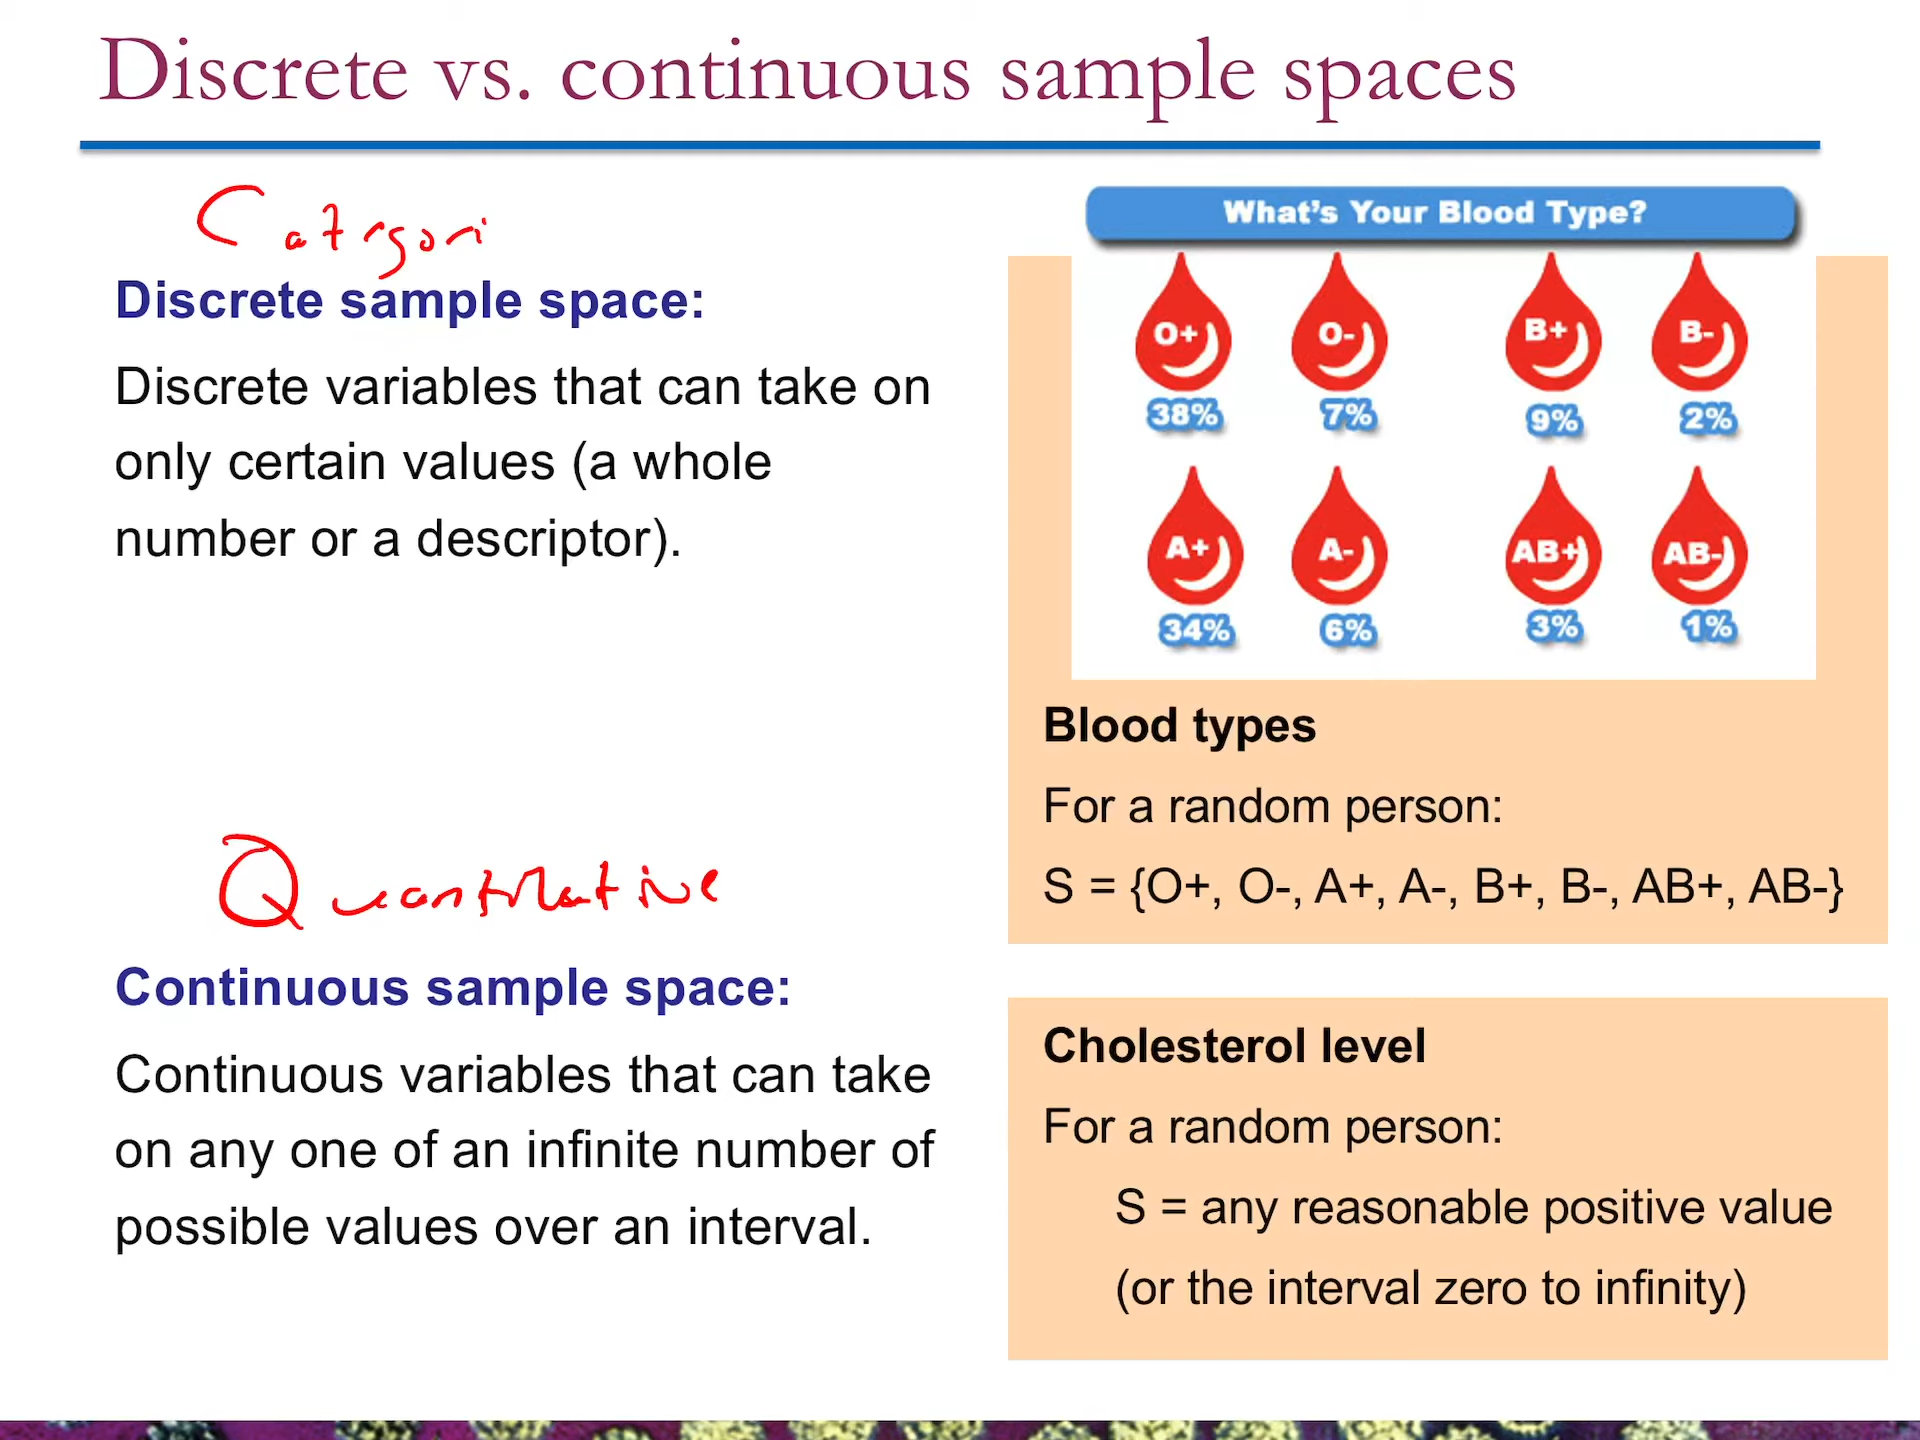 Discrete vs. continuous sample spaces
Categori
Discrete sample space:
Discrete variables that can take on
only certain values (a whole
number or a descriptor).
Quantitative
Continuous sample space:
Continuous variables that can take
on any one of an infinite number of
possible values over an interval.
What's Your Blood Type?
O+ O- B+ B-
38% 7% 9% 2%
A+ A- AB+ AB-
34% 6% 3% 1%
Blood types
For a random person:
S = {O+, O-, A+, A-, B+, B-, AB+, AB-}
Cholesterol level
For a random person:
S = any reasonable positive value
(or the interval zero to infinity)